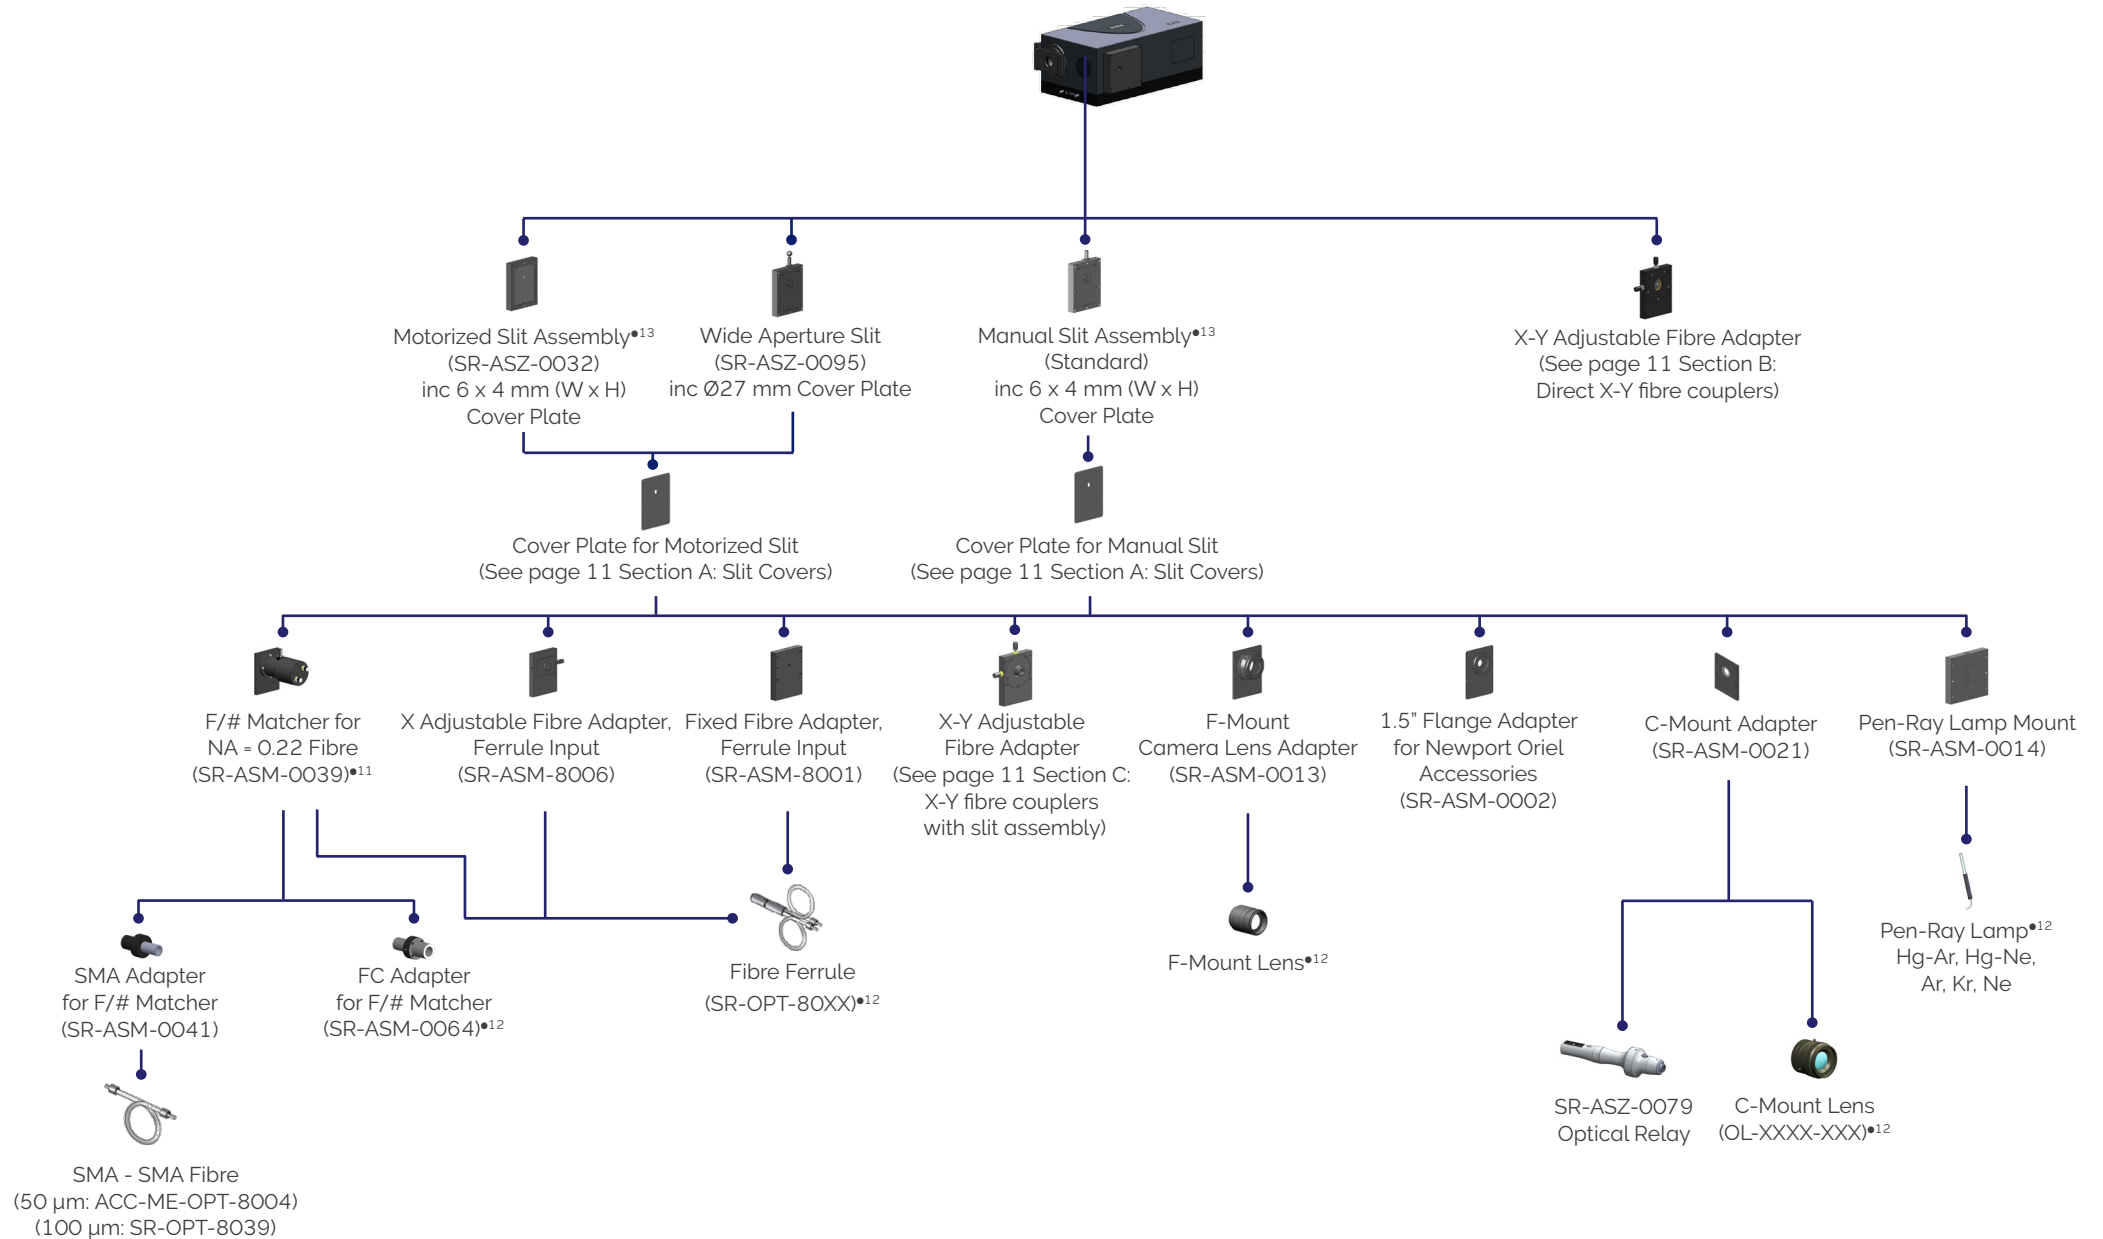 Motorized Slit Assembly●13
(SR-ASZ-0032)
inc 6 x 4 mm (W x H)
Cover Plate
Wide Aperture Slit
(SR-ASZ-0095)
inc Ø27 mm Cover Plate
Manual Slit Assembly●13
(Standard)
inc 6 x 4 mm (W x H)
Cover Plate
X-Y Adjustable Fibre Adapter
(See page 11 Section B:
Direct X-Y fibre couplers)
Cover Plate for Motorized Slit
(See page 11 Section A: Slit Covers)
Cover Plate for Manual Slit
(See page 11 Section A: Slit Covers)
F/# Matcher for
NA = 0.22 Fibre
(SR-ASM-0039)●11
X Adjustable Fibre Adapter,
Ferrule Input
(SR-ASM-8006)
Fixed Fibre Adapter,
Ferrule Input
(SR-ASM-8001)
X-Y Adjustable
Fibre Adapter
(See page 11 Section C:
X-Y fibre couplers
with slit assembly)
F-Mount
Camera Lens Adapter
(SR-ASM-0013)
1.5" Flange Adapter
for Newport Oriel
Accessories
(SR-ASM-0002)
C-Mount Adapter
(SR-ASM-0021)
Pen-Ray Lamp Mount
(SR-ASM-0014)
SMA Adapter
for F/# Matcher
(SR-ASM-0041)
FC Adapter
for F/# Matcher
(SR-ASM-0064)●12
Fibre Ferrule
(SR-OPT-80XX)●12
F-Mount Lens●12
Pen-Ray Lamp●12
Hg-Ar, Hg-Ne,
Ar, Kr, Ne
SR-ASZ-0079
Optical Relay
C-Mount Lens
(OL-XXXX-XXX)●12
SMA - SMA Fibre
(50 µm: ACC-ME-OPT-8004)
(100 µm: SR-OPT-8039)